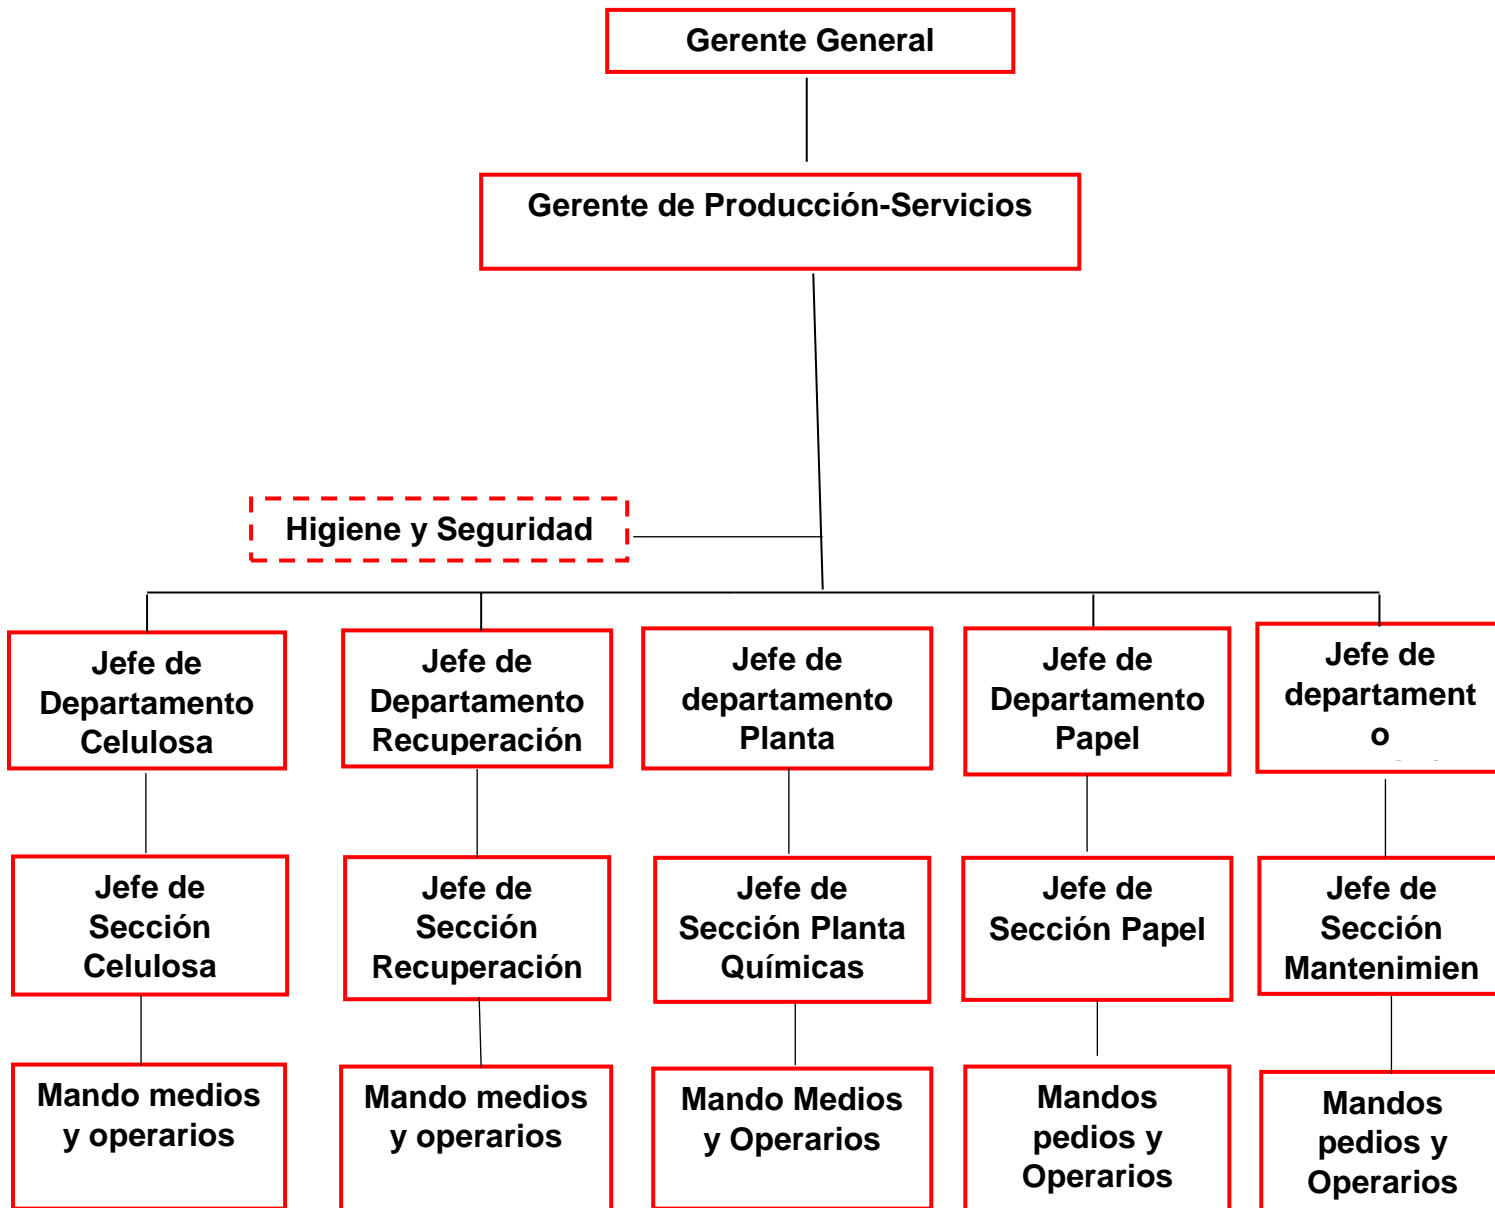 Gerente General
Gerente de Producción-Servicios
Higiene y Seguridad
Jefe de
Departamento
Celulosa
Jefe de
Departamento
Recuperación
Jefe de
departamento
Planta
Jefe de
Departamento
Papel
Jefe de
departament
o
Jefe de
Sección
Celulosa
Jefe de
Sección
Recuperación
Jefe de
Sección Planta
Químicas
Jefe de
Sección Papel
Jefe de
Sección
Mantenimien
Mando medios
y operarios
Mando medios
y operarios
Mando Medios
y Operarios
Mandos
pedios y
Operarios
Mandos
pedios y
Operarios